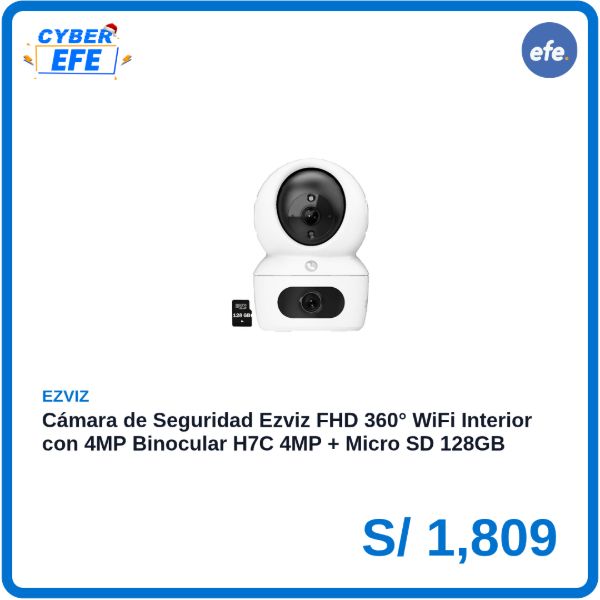 CYBER
EFE
efe.
128 GB
EZVIZ
Cámara de Seguridad Ezviz FHD 360° WiFi Interior
con 4MP Binocular H7C 4MP + Micro SD 128GB
S/ 1,809